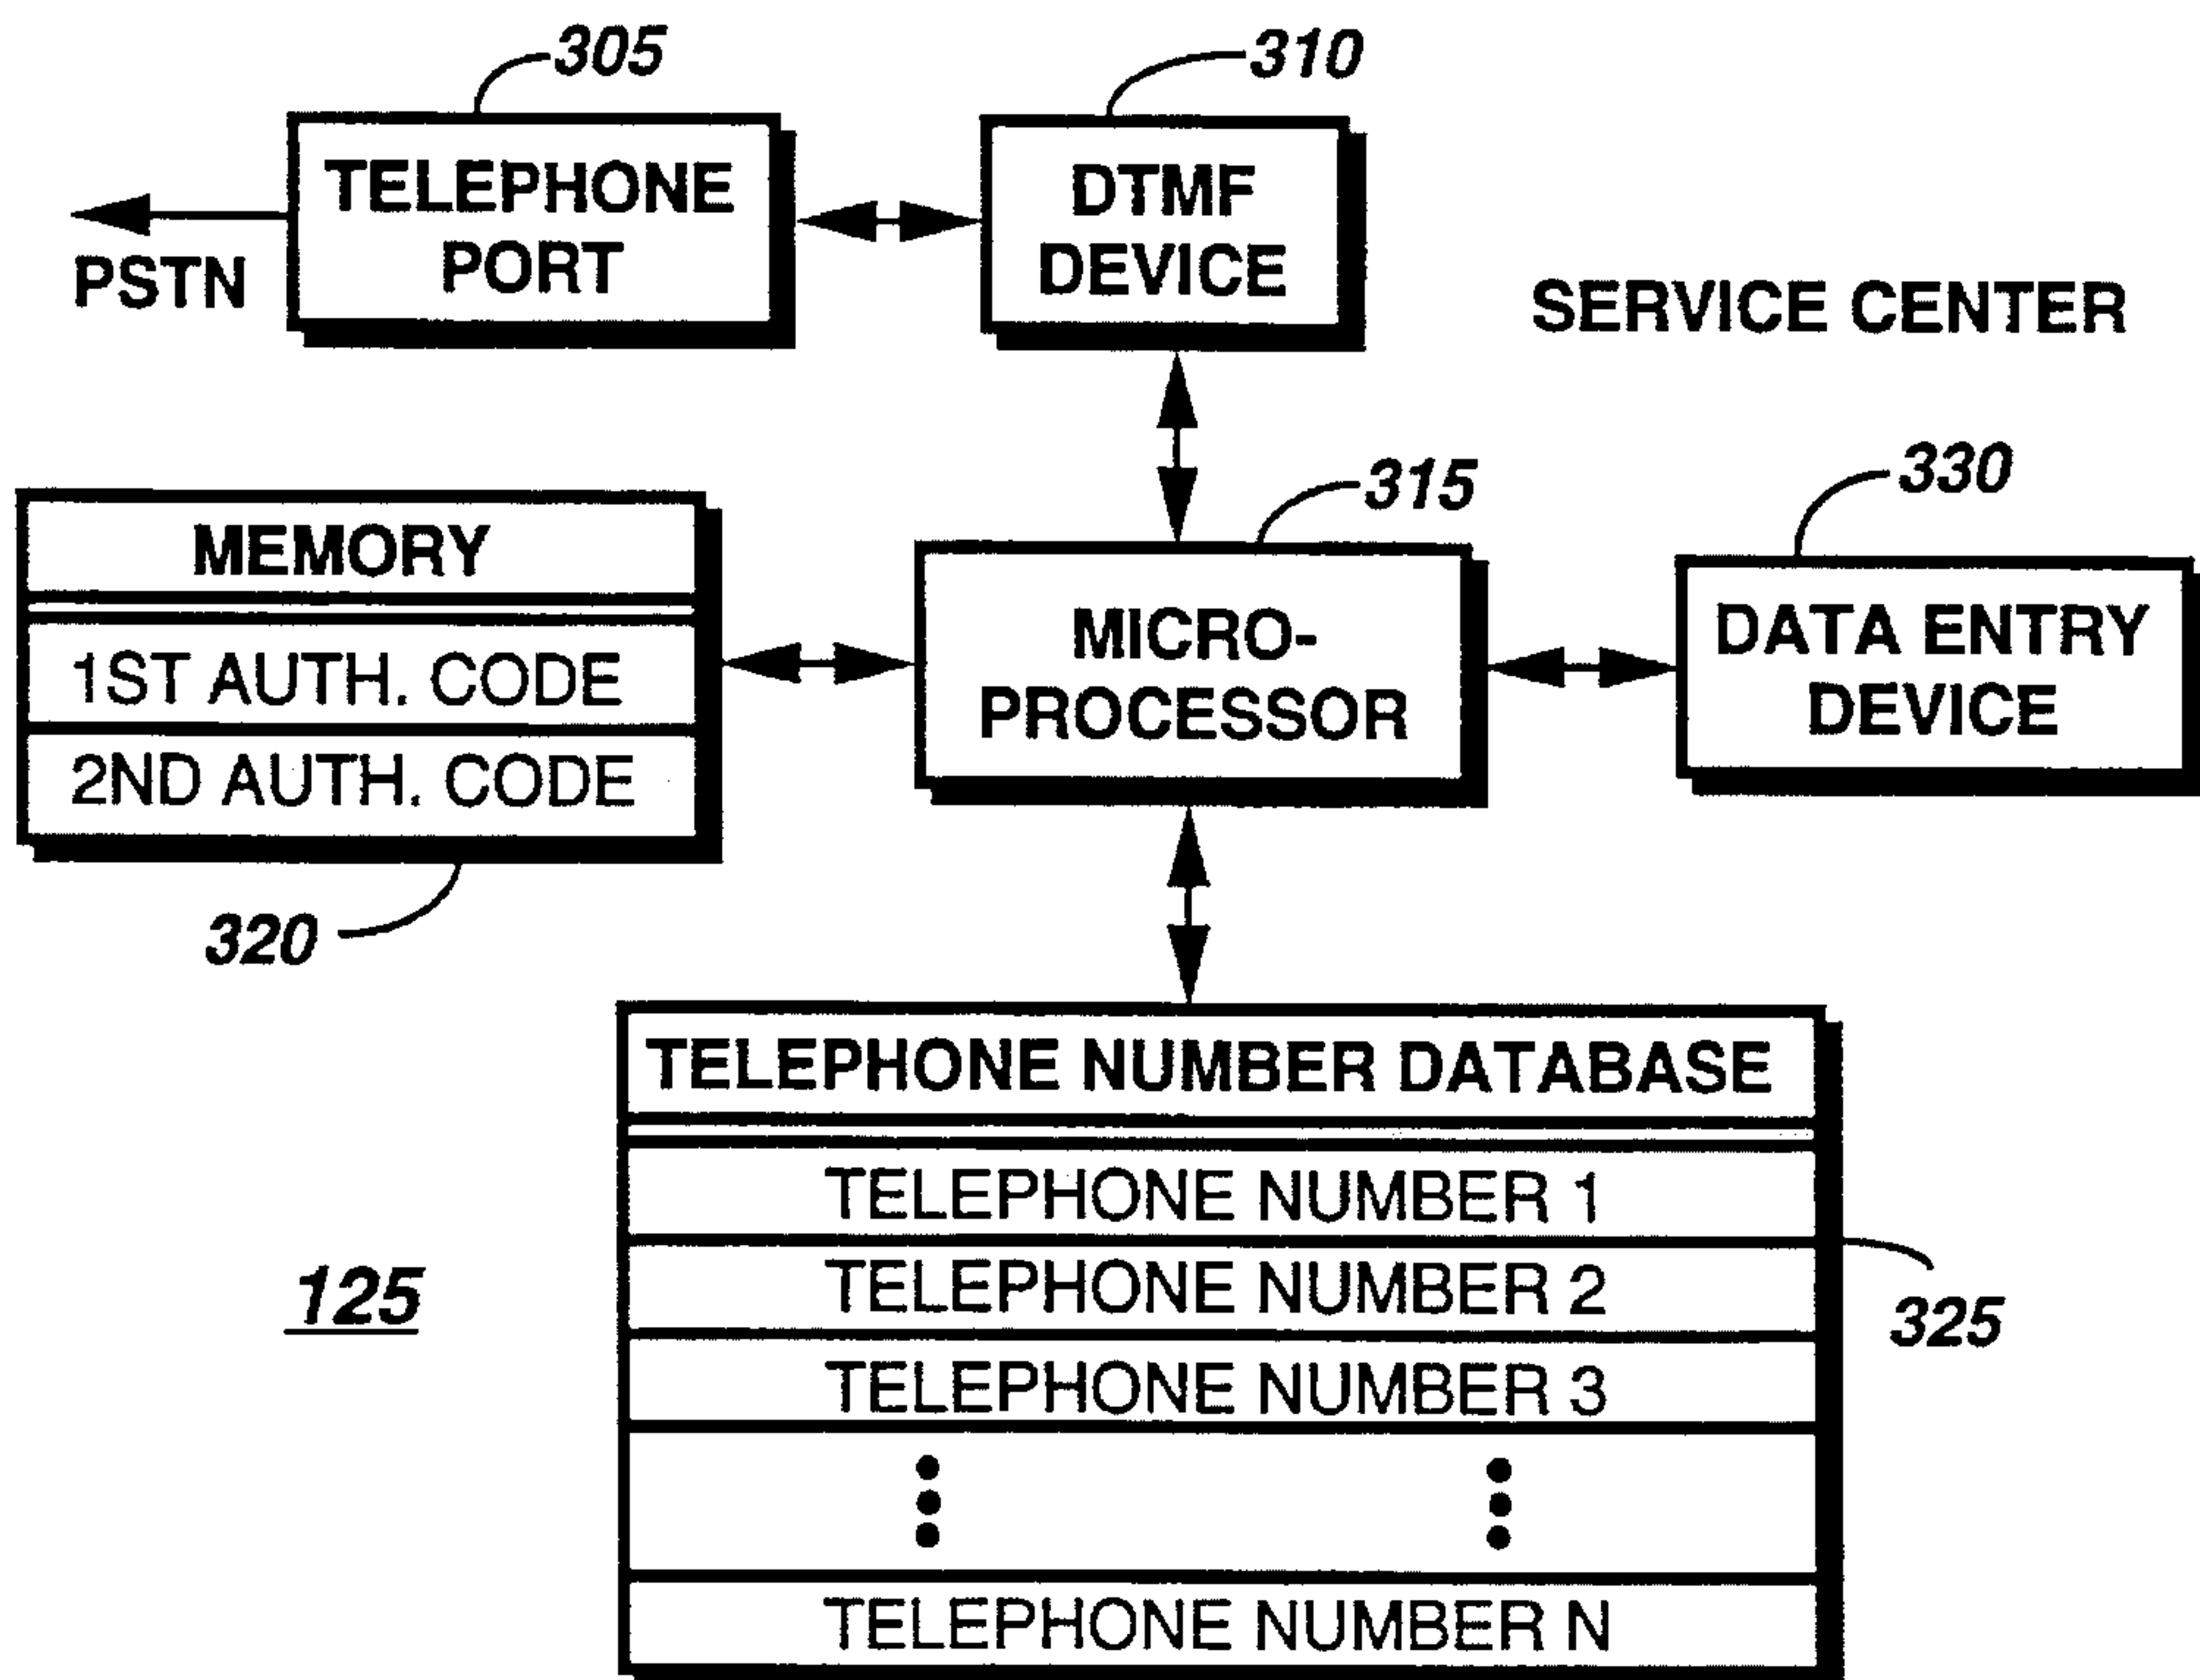 305
310
TELEPHONE
PORT
DTMF
DEVICE
PSTN
SERVICE CENTER
315
330
MEMORY
1ST AUTH. CODE
2ND AUTH. CODE
MICRO-
PROCESSOR
DATA ENTRY
DEVICE
320
TELEPHONE NUMBER DATABASE
TELEPHONE NUMBER 1
TELEPHONE NUMBER 2
TELEPHONE NUMBER 3
TELEPHONE NUMBER N
125
325